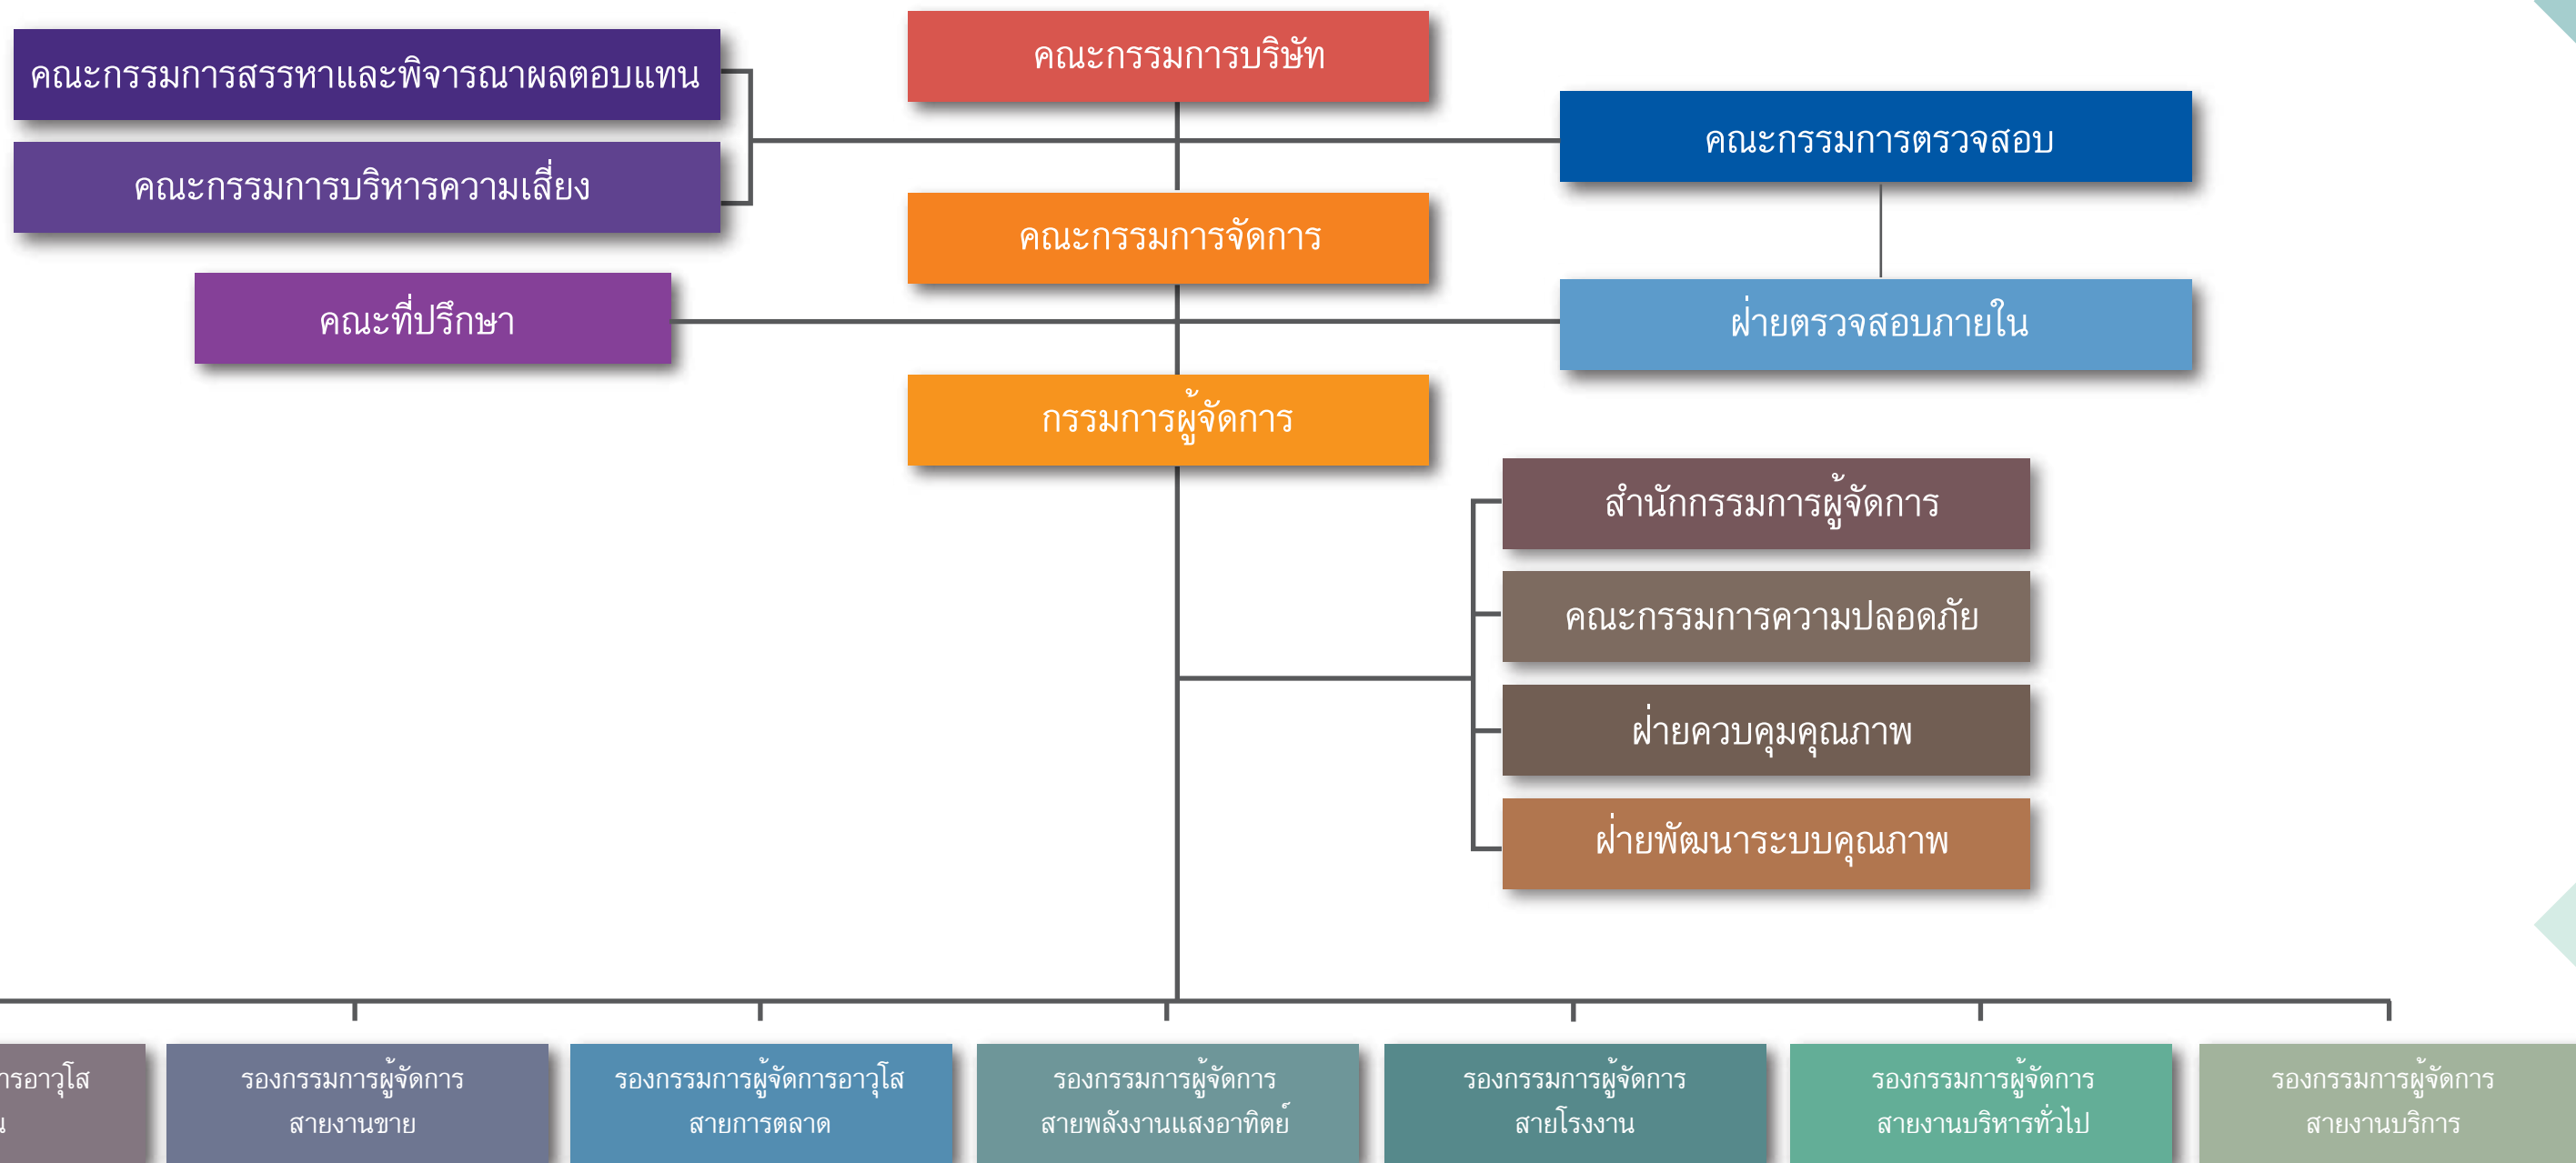 คณะกรรมการบริษัท
คณะกรรมการสรรหาและพิจารณาผลตอบแทน
คณะกรรมการตรวจสอบ
คณะกรรมการบริหารความเสี่ยง
คณะกรรมการจัดการ
คณะที่ปรึกษา
ฝ่ายตรวจสอบภายใน
กรรมการผู้จัดการ
สำนักกรรมการผู้จัดการ
คณะกรรมการความปลอดภัย
ฝ่ายควบคุมคุณภาพ
ฝ่ายพัฒนาระบบคุณภาพ
ารอาวุโส
รองกรรมการผู้จัดการ
สายงานขาย
รองกรรมการผู้จัดการอาวุโส
สายการตลาด
รองกรรมการผู้จัดการ
สายพลังงานแสงอาทิตย์
รองกรรมการผู้จัดการ
สายโรงงาน
รองกรรมการผู้จัดการ
สายงานบริหารทั่วไป
รองกรรมการผู้จัดการ
สายงานบริการ